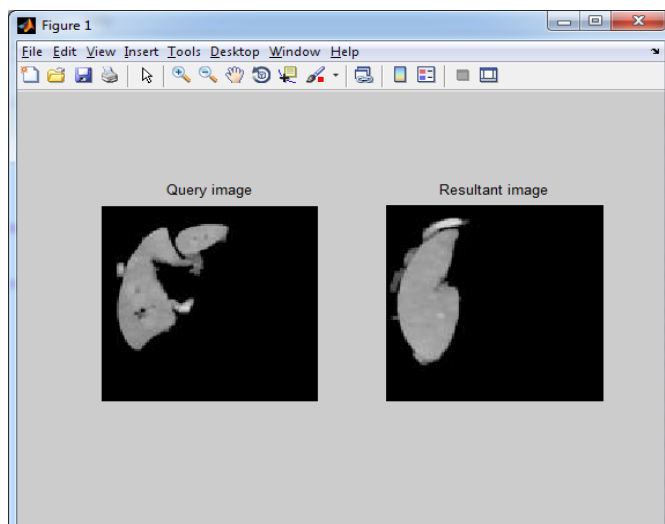 Figure 1
File Edit View Insert Tools Desktop Window Help
Query image
Resultant image